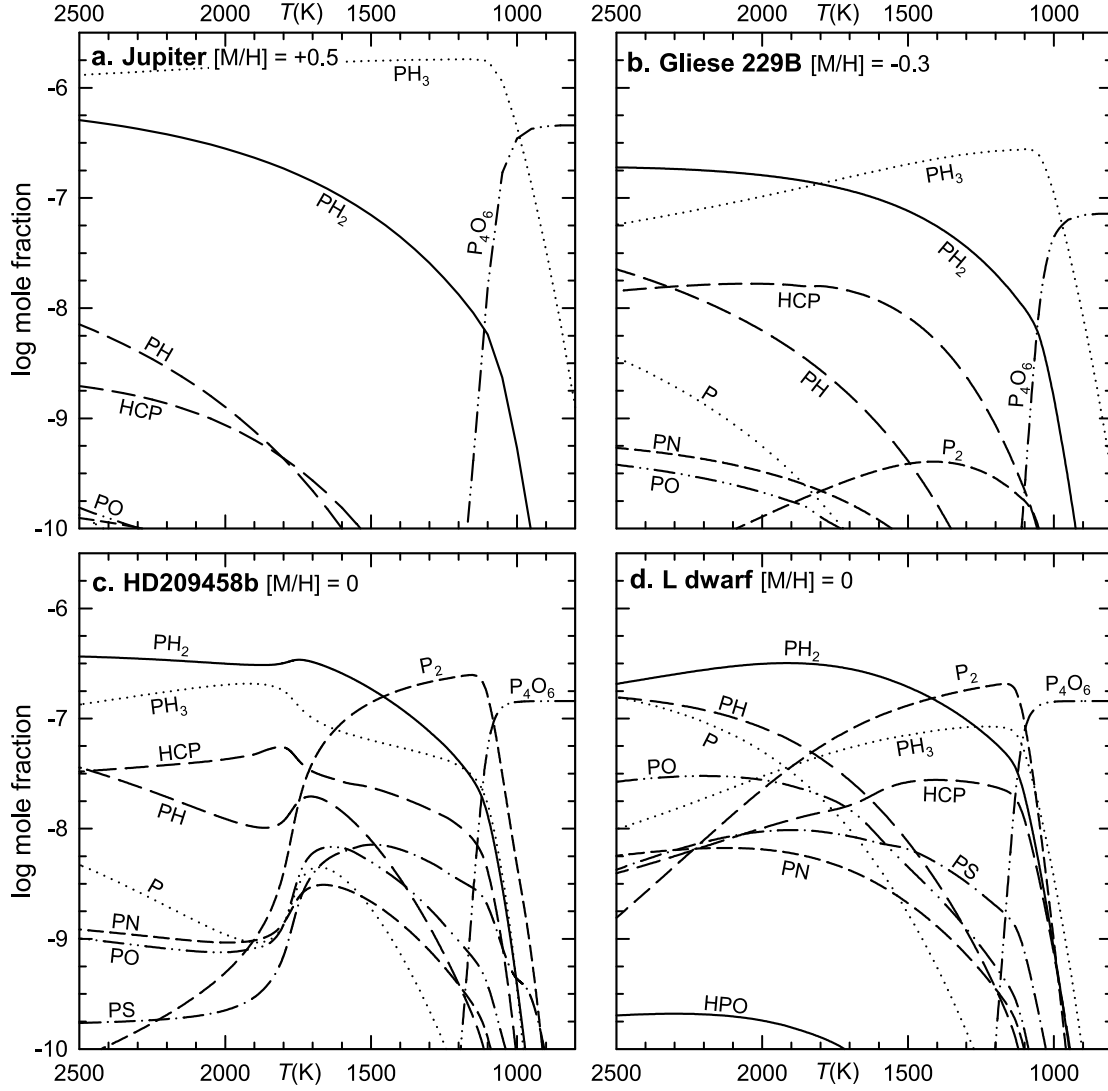 2500 2000 T(K) 1500 1000
2500 2000 T(K) 1500 1000
a. Jupiter [M/H] = +0.5
PH₃
PH₂
P₄O₆
PH
HCP
PO
-6
-7
-8
-9
-10
log mole fraction
b. Gliese 229B [M/H] = -0.3
PH₃
PH₂
P₄O₆
HCP
PH
P
PN
PO
P₂
c. HD209458b [M/H] = 0
PH₂
P₂
P₄O₆
PH₃
HCP
PH
P
PN
PO
PS
-6
-7
-8
-9
-10
log mole fraction
d. L dwarf [M/H] = 0
PH₂
P₂
P₄O₆
PH
P
PH₃
PO
HCP
PS
PN
HPO
2500 2000 T(K) 1500 1000
2500 2000 T(K) 1500 1000